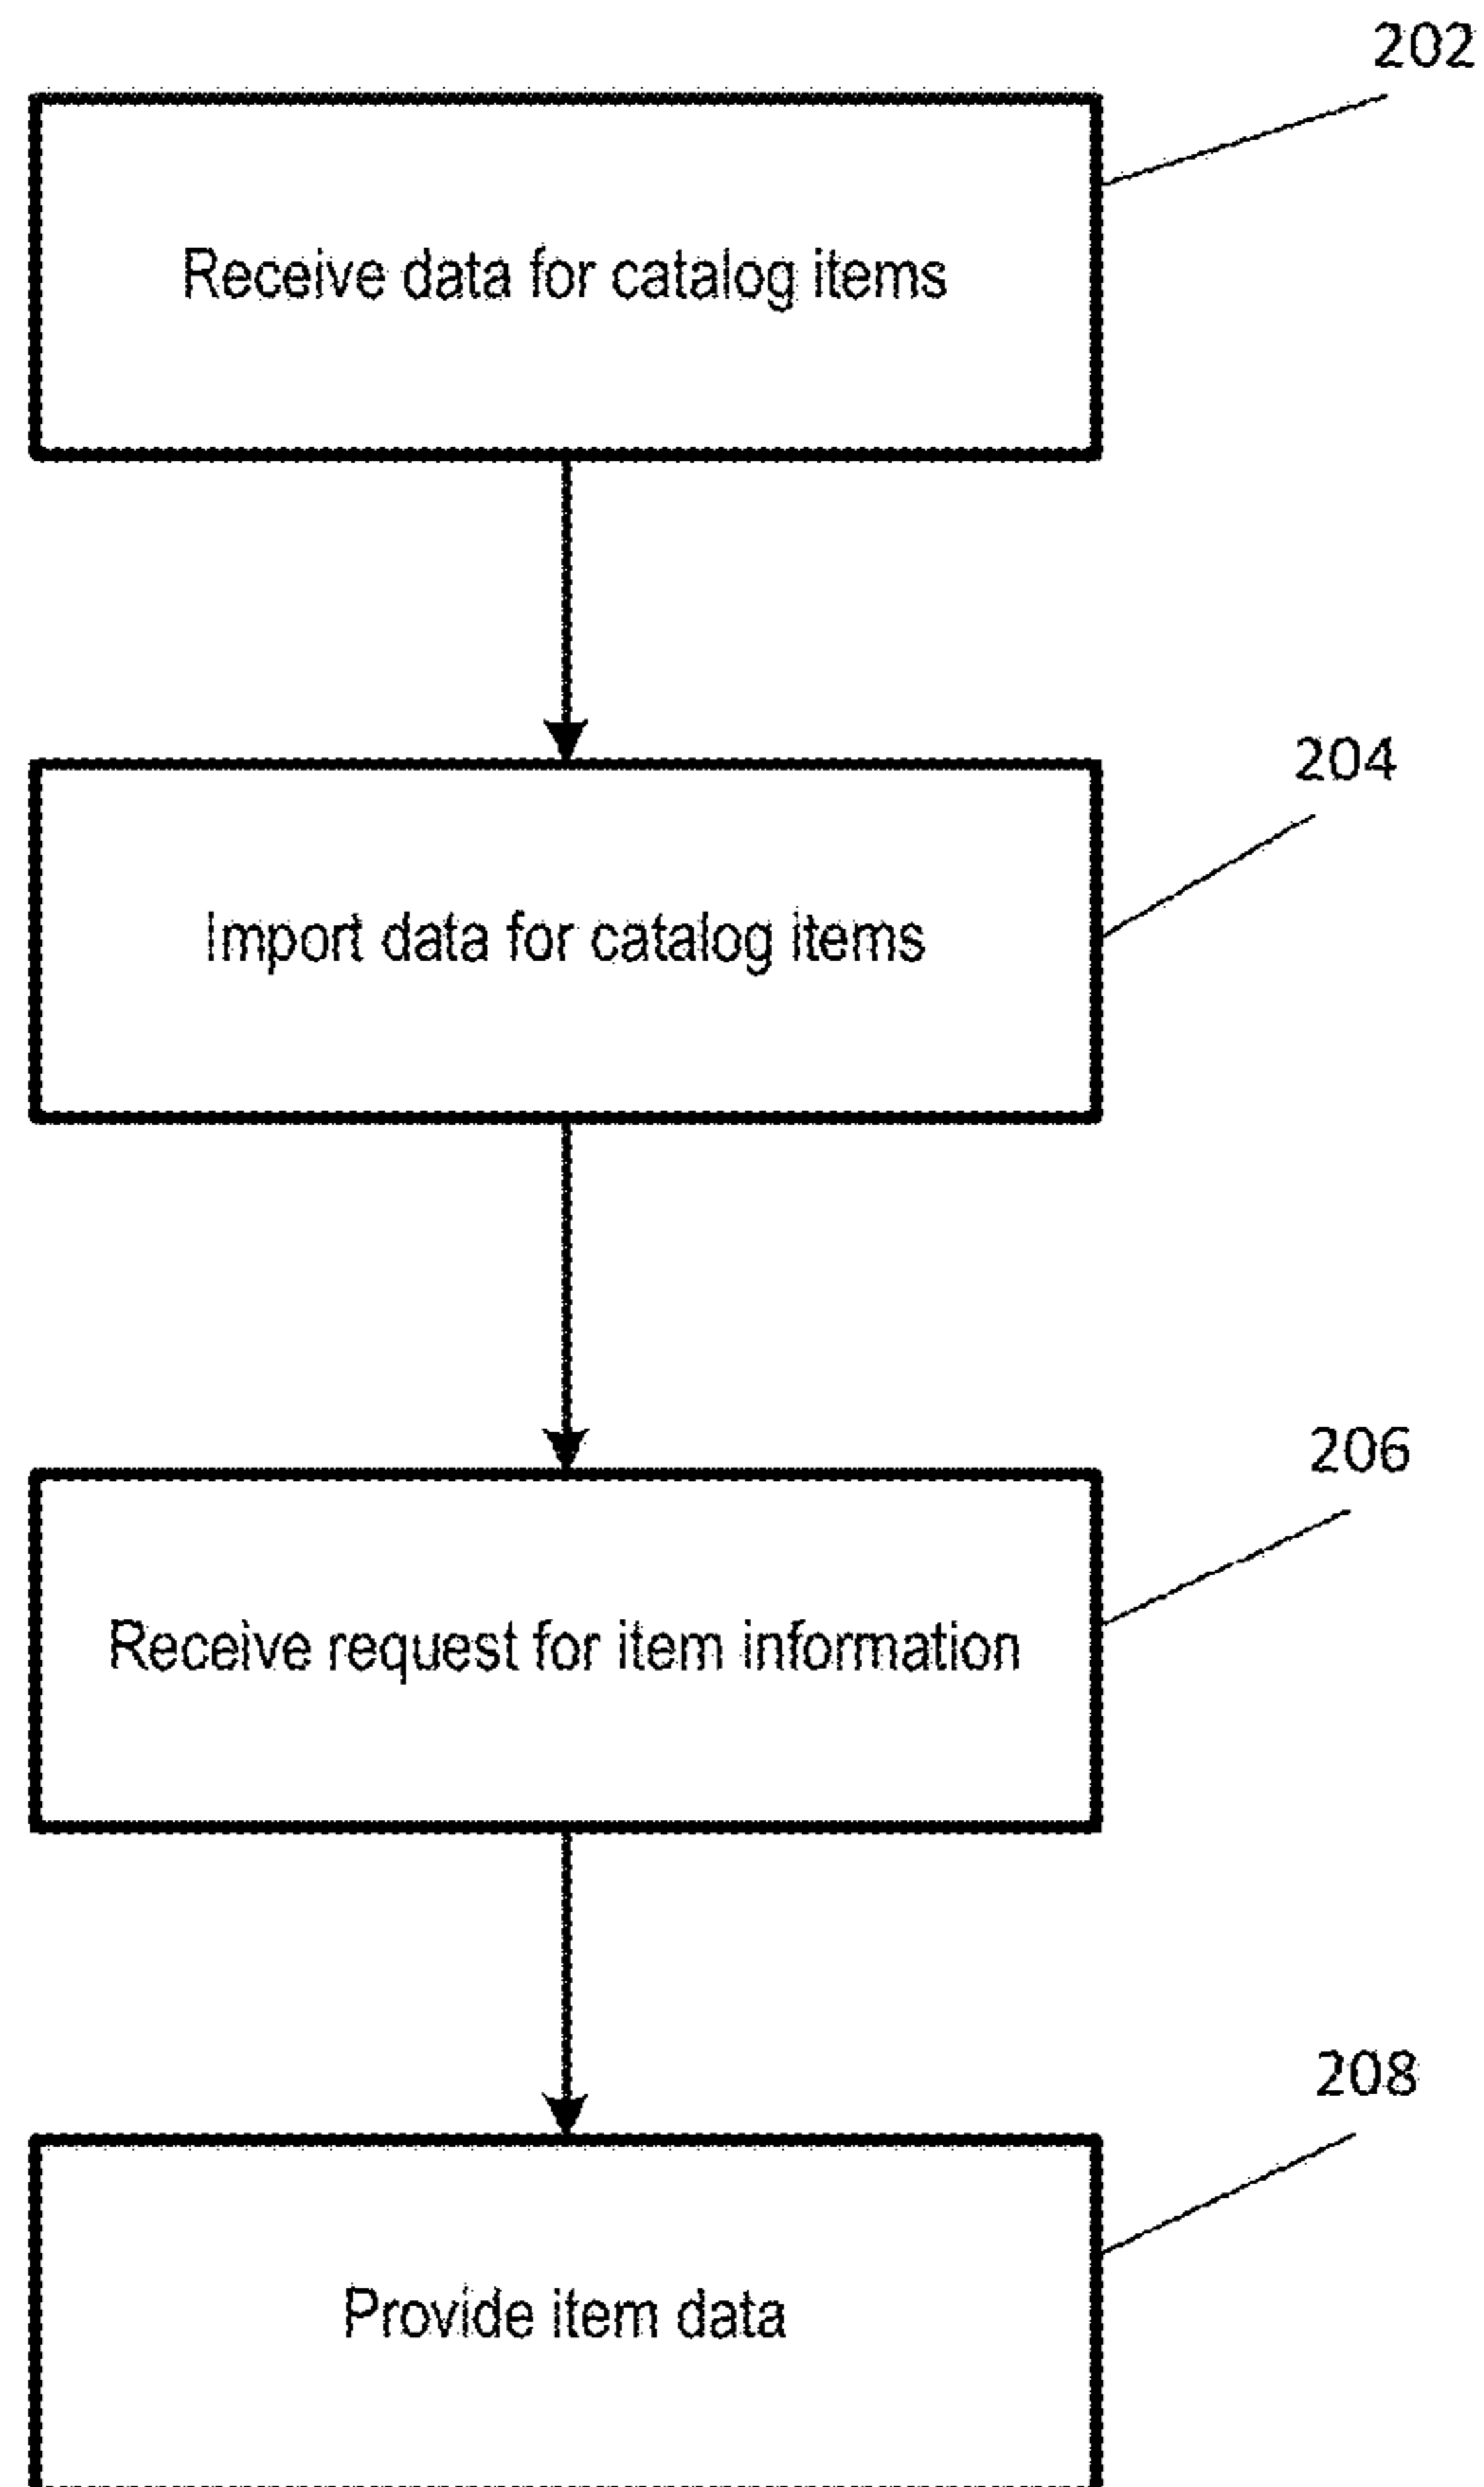 202
Receive data for catalog items
204
Import data for catalog items
206
Receive request for item information
208
Provide item data